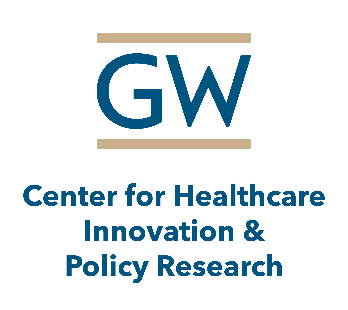 GW
Center for Healthcare
Innovation &
Policy Research